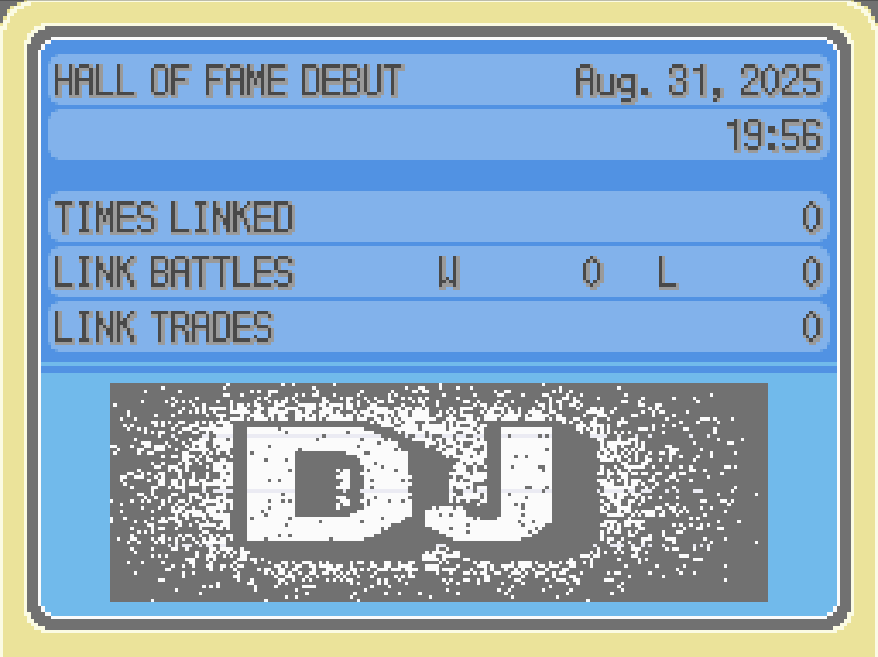 HALL OF FAME DEBUT Aug. 31, 2025
19:56
TIMES LINKED 0
LINK BATTLES W 0 L 0
LINK TRADES 0
DJ